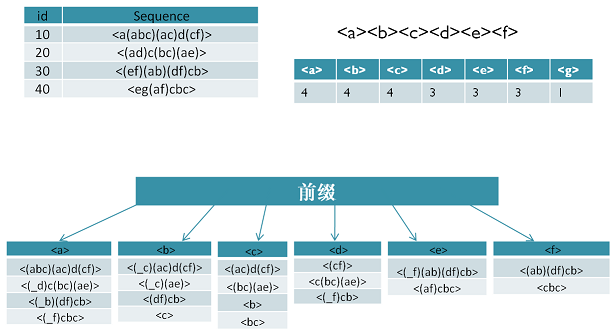 id Sequence
10 <a(abc)(ac)d(cf)>
20 <(ad)c(bc)(ae)>
30 <(ef)(ab)(df)cb>
40 <eg(af)cbc>
<a><b><c><d><e><f>
<a> <b> <c> <d> <e> <f> <g>
4 4 4 3 3 3 1
前缀
<a>
<(abc)(ac)d(cf)>
<(_d)c(bc)(ae)>
<(_b)(df)cb>
<(_f)cbc>
<b>
<(_c)(ac)d(cf)>
<(_c)(ae)>
<(df)cb>
<c>
<c>
<(ac)d(cf)>
<(bc)(ae)>
<b>
<bc>
<d>
<(cf)>
<c(bc)(ae)>
<(_f)cb>
<e>
<(_f)(ab)(df)cb>
<(af)cbc>
<f>
<(ab)(df)cb>
<cbc>